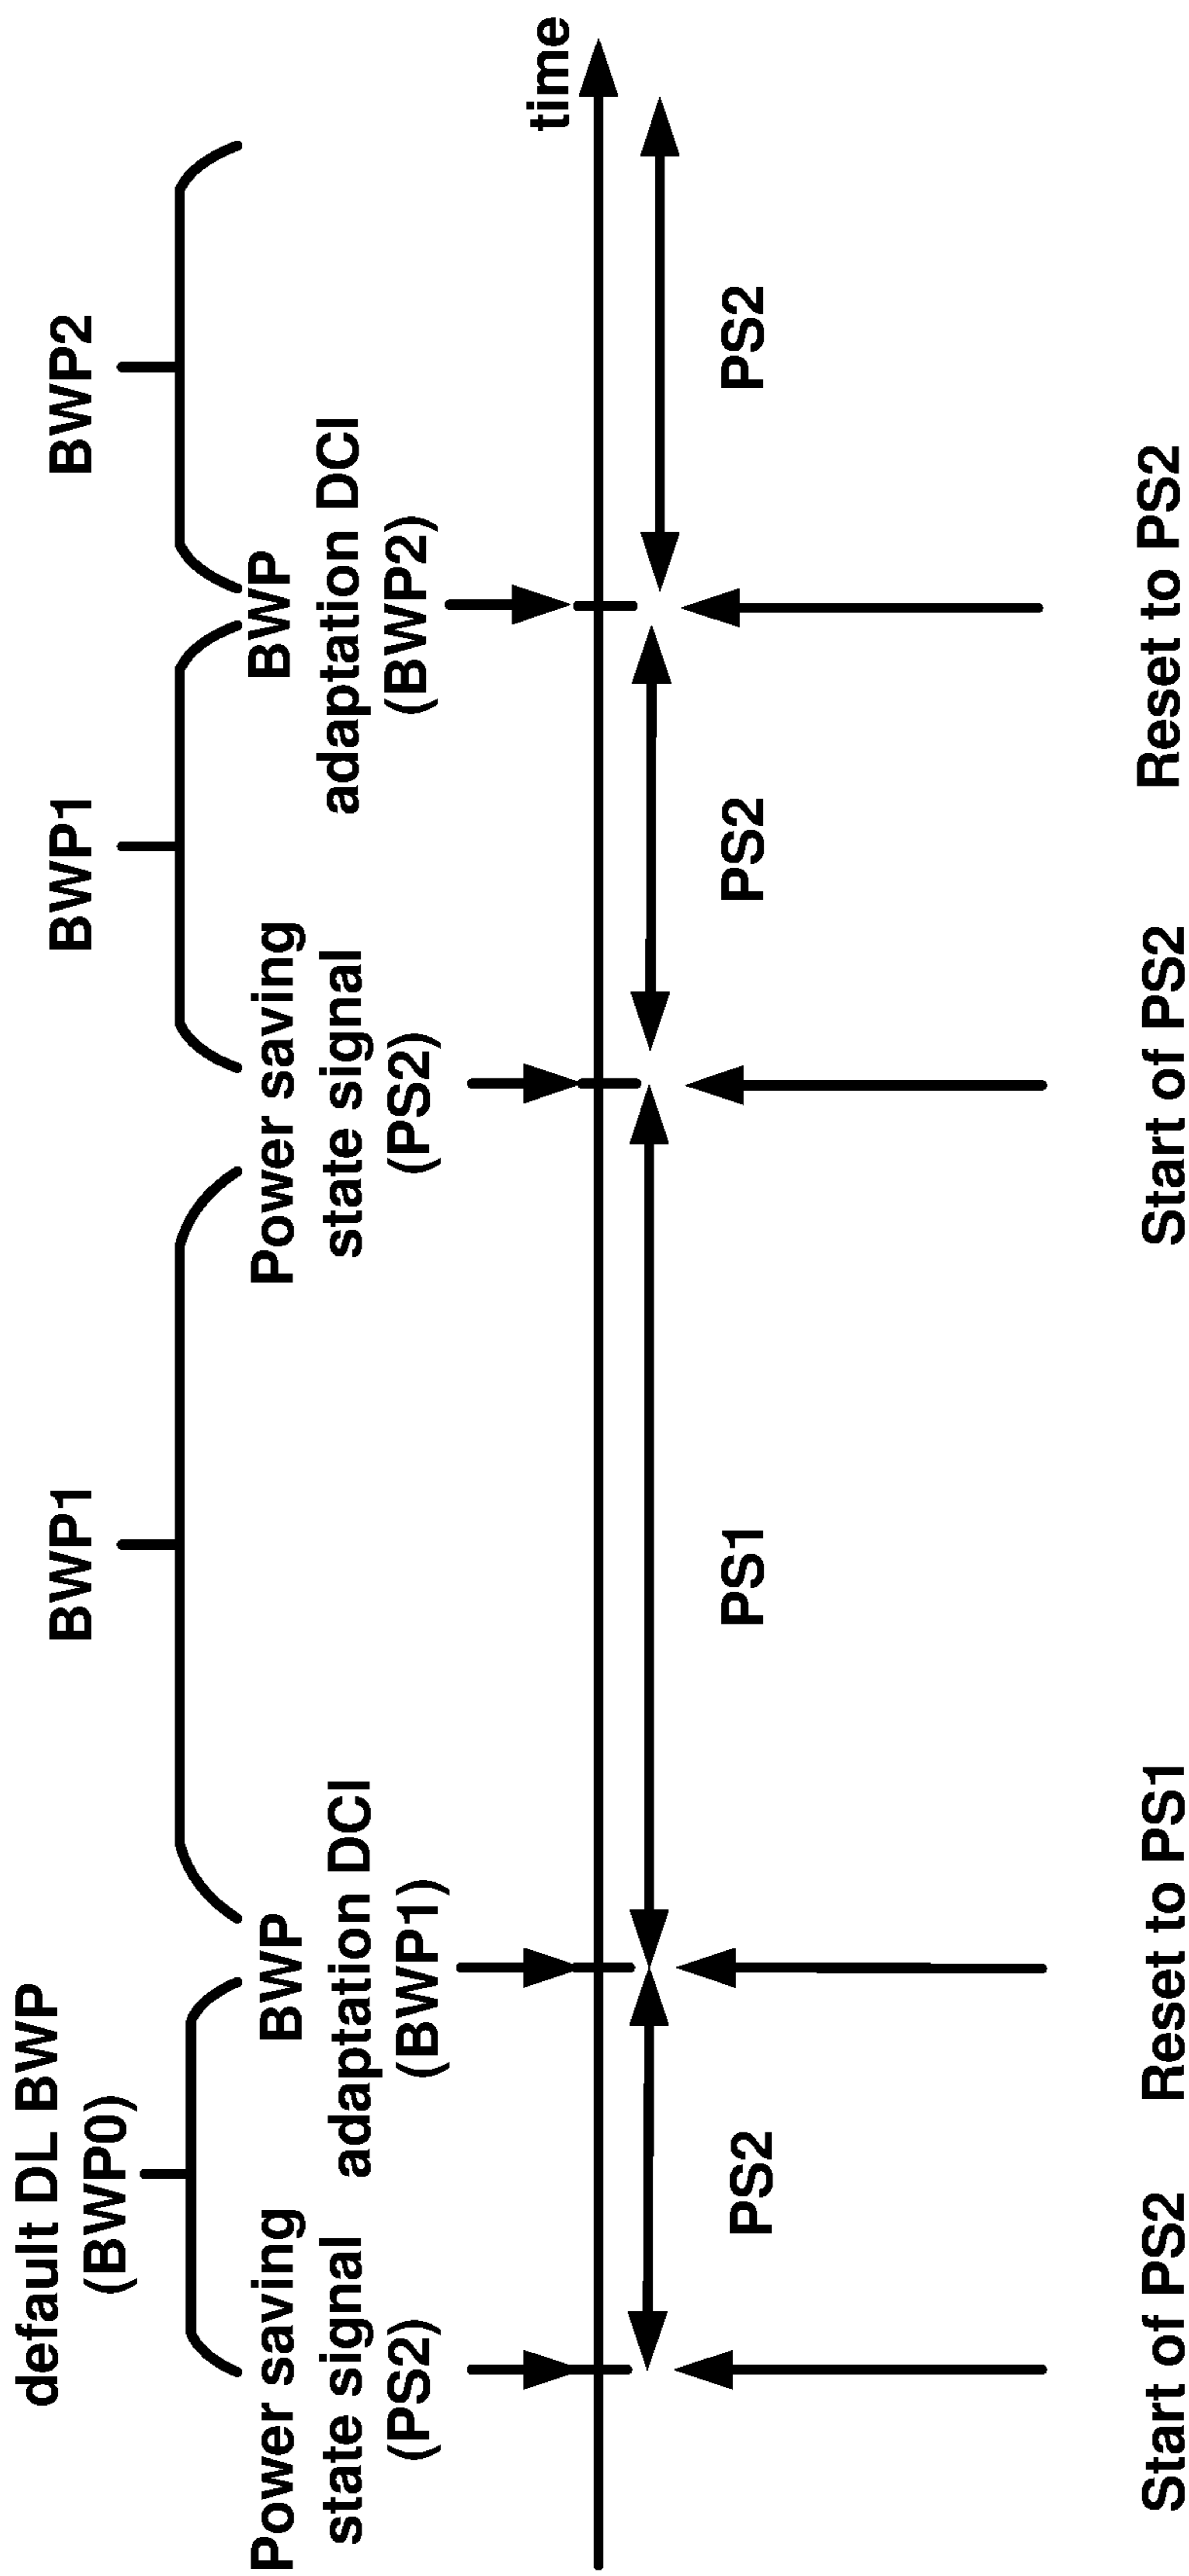 default DL BWP
(BWP0)
BWP1
BWP1
BWP2
Power saving
state signal
(PS2)
BWP
adaptation DCI
(BWP1)
Power saving
state signal
(PS2)
BWP
adaptation DCI
(BWP2)
time
PS2
PS1
PS2
PS2
Start of PS2
Reset to PS1
Start of PS2
Reset to PS2